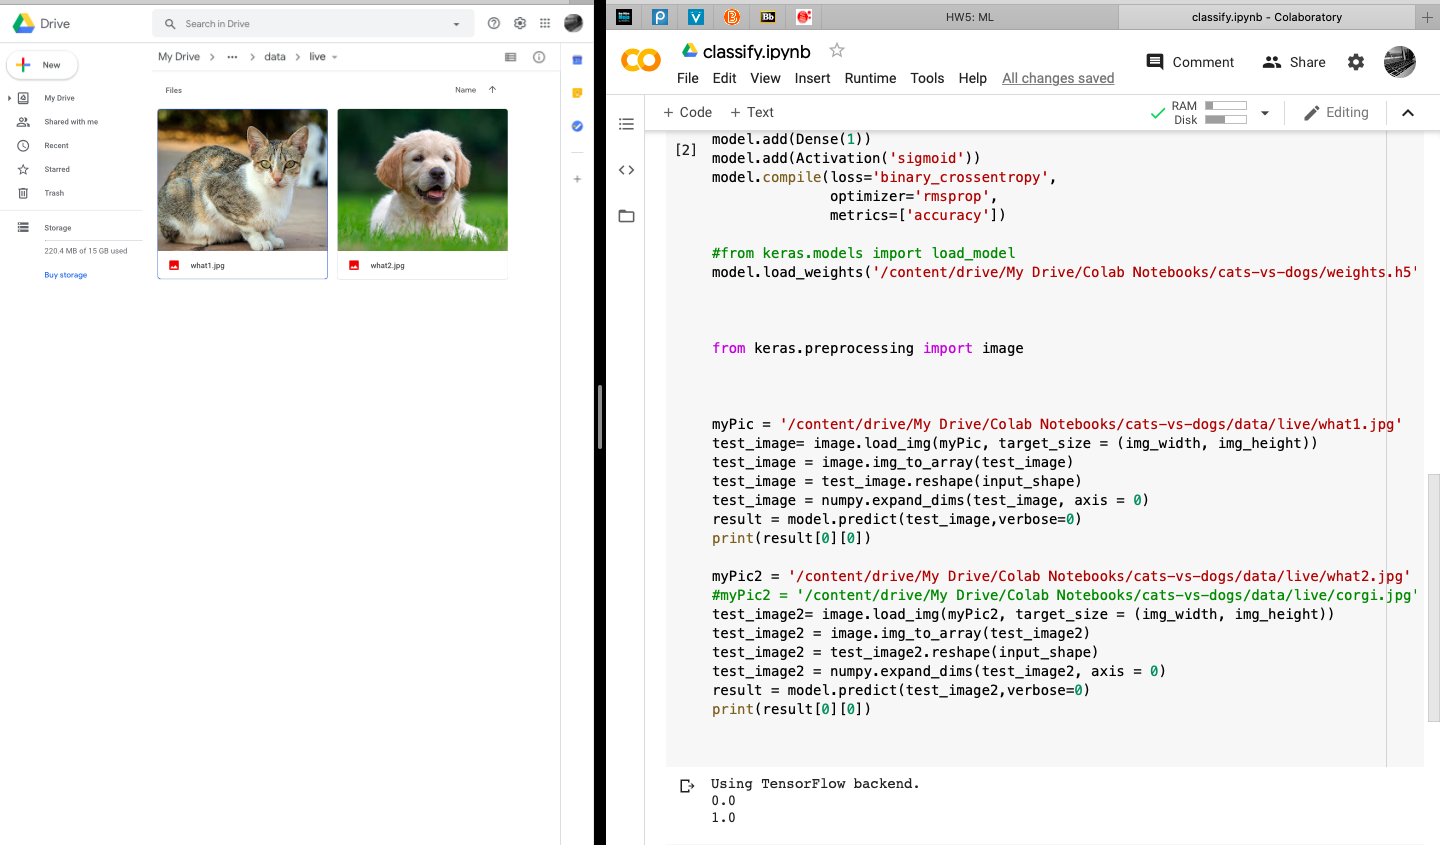 Drive
Search in Drive
New
My Drive
Shared with me
Recent
Starred
Trash
Storage
220.4 MB of 15 GB used
Buy storage
My Drive > ... > data > live
Files
Name
what1.jpg
what2.jpg
HW5: ML
classify.ipynb - Colaboratory
classify.ipynb
File Edit View Insert Runtime Tools Help All changes saved
Comment
Share
+ Code + Text
RAM
Disk
Editing
[2]
model.add(Dense(1))
model.add(Activation('sigmoid'))
model.compile(loss='binary_crossentropy',
optimizer='rmsprop',
metrics=['accuracy'])
#from keras.models import load_model
model.load_weights('/content/drive/My Drive/Colab Notebooks/cats-vs-dogs/weights.h5'
from keras.preprocessing import image
myPic = '/content/drive/My Drive/Colab Notebooks/cats-vs-dogs/data/live/what1.jpg'
test_image= image.load_img(myPic, target_size = (img_width, img_height))
test_image = image.img_to_array(test_image)
test_image = test_image.reshape(input_shape)
test_image = numpy.expand_dims(test_image, axis = 0)
result = model.predict(test_image,verbose=0)
print(result[0][0])
myPic2 = '/content/drive/My Drive/Colab Notebooks/cats-vs-dogs/data/live/what2.jpg'
#myPic2 = '/content/drive/My Drive/Colab Notebooks/cats-vs-dogs/data/live/corgi.jpg'
test_image2= image.load_img(myPic2, target_size = (img_width, img_height))
test_image2 = image.img_to_array(test_image2)
test_image2 = test_image2.reshape(input_shape)
test_image2 = numpy.expand_dims(test_image2, axis = 0)
result = model.predict(test_image2,verbose=0)
print(result[0][0])
Using TensorFlow backend.
0.0
1.0